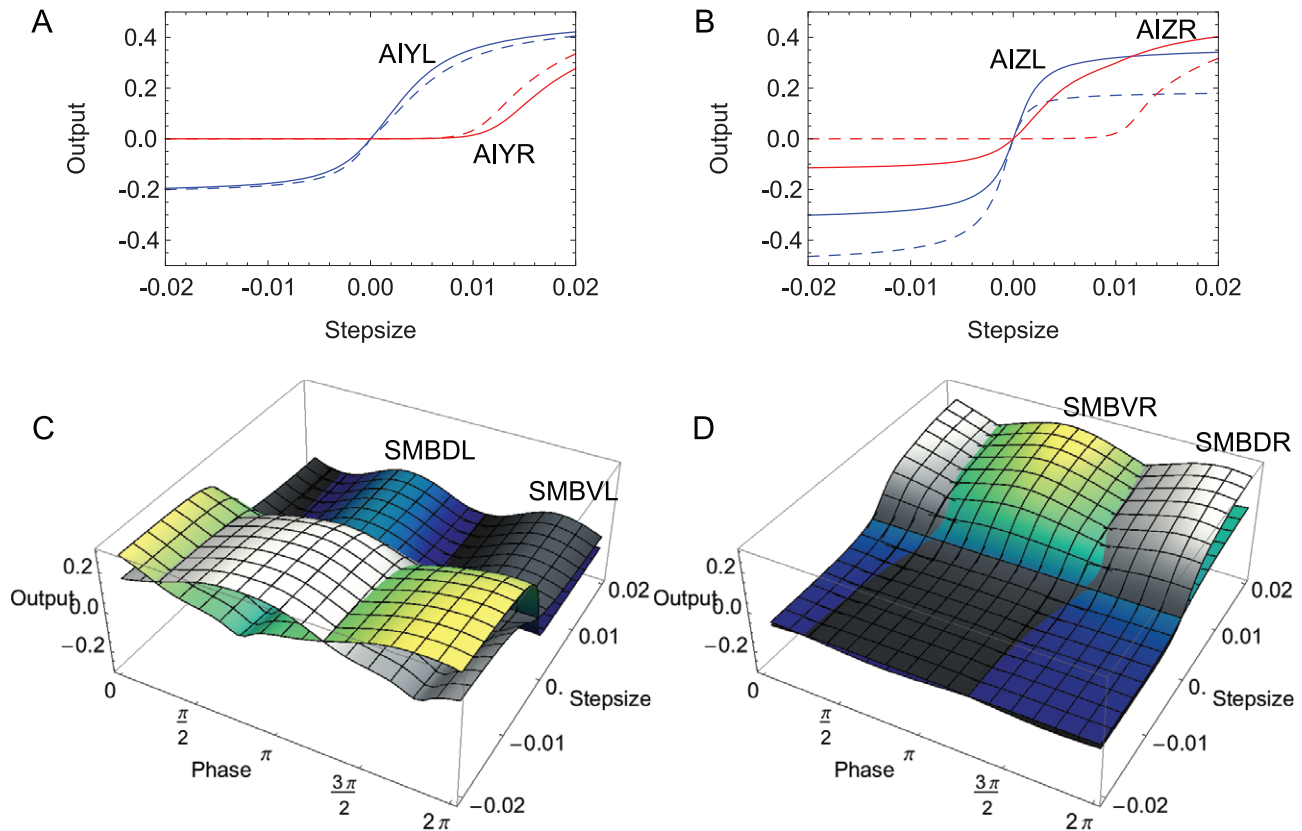 A
B
Output
0.4
0.2
0.0
-0.2
-0.4
AIYL
AIYR
-0.02
-0.01
0.00
0.01
0.02
Stepsize
Output
0.4
0.2
0.0
-0.2
-0.4
AIZL
AIZR
-0.02
-0.01
0.00
0.01
0.02
Stepsize
C
SMBDL
SMBVL
0.2
Output 0.0
−0.2
0
π/2
Phase π
3π/2
2π
0.02
0.01
0. Stepsize
−0.01
−0.02
D
SMBVR
SMBDR
0.2
Output 0.0
−0.2
0
π/2
Phase π
3π/2
2π
0.02
0.01
0. Stepsize
−0.01
−0.02